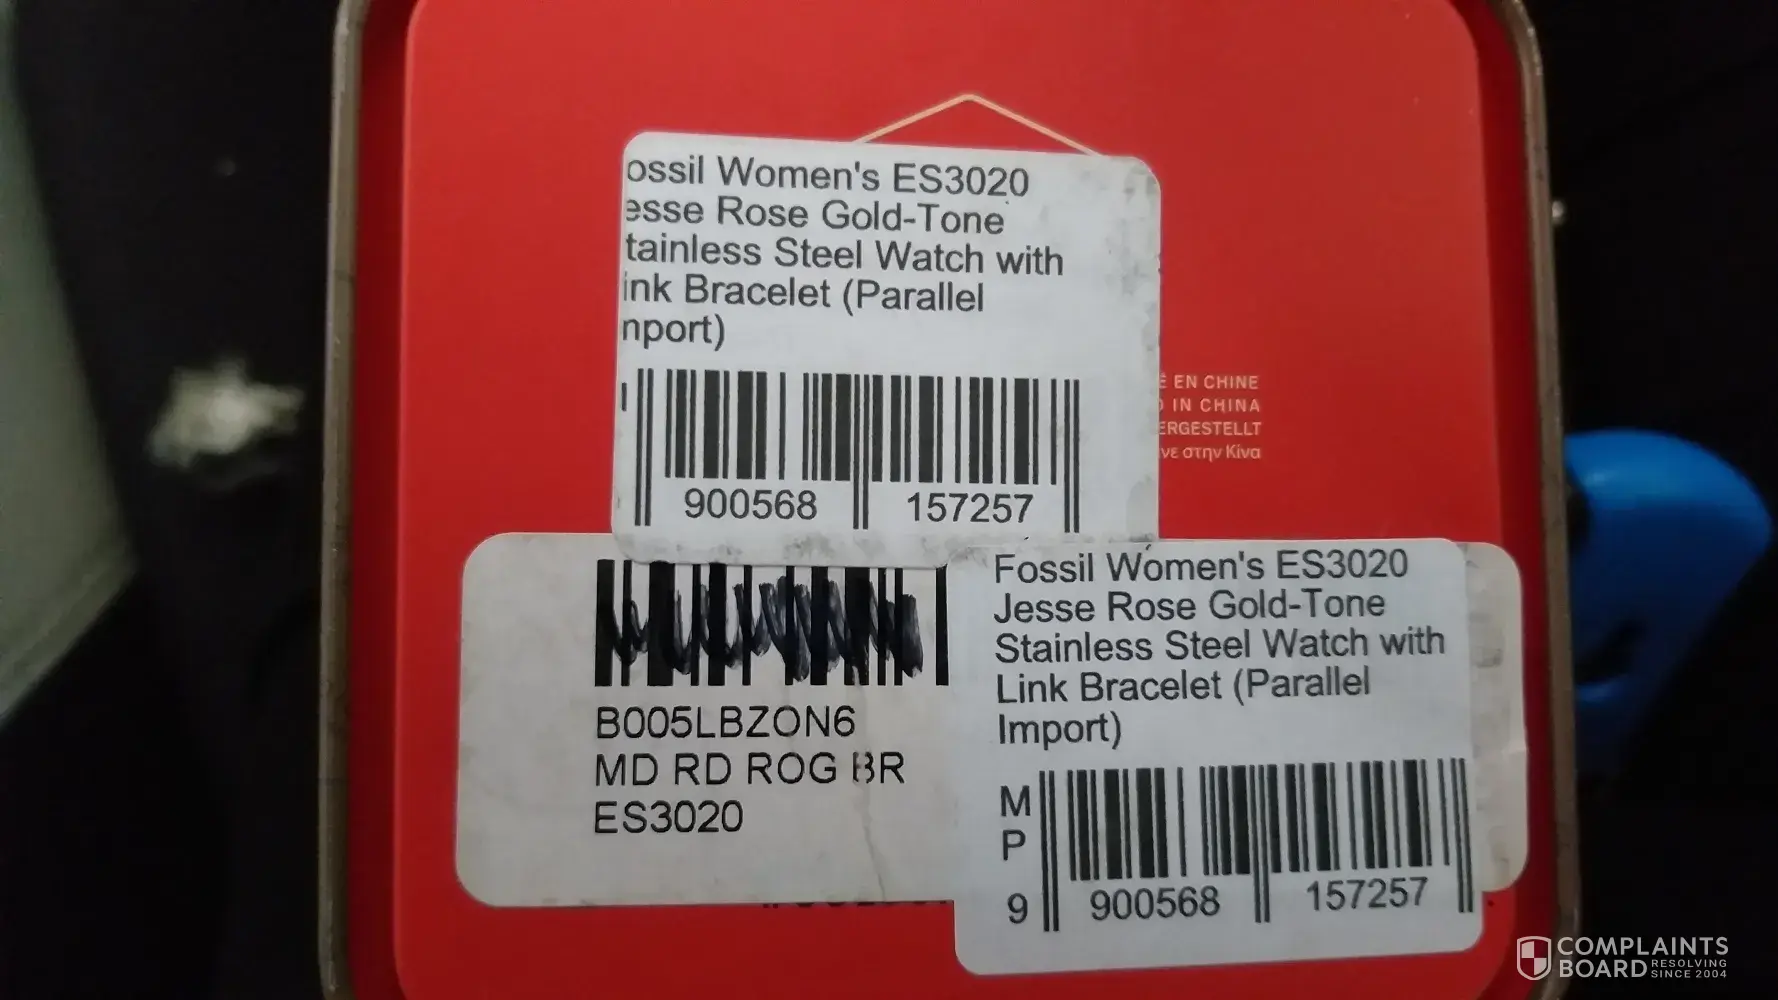 ossil Women's ES3020
esse Rose Gold-Tone
tainless Steel Watch with
ink Bracelet (Parallel
nport)
900568 157257
É EN CHINE
IN CHINA
ERGESTELLT
νε στην Κίνα
B005LBZON6
MD RD ROG BR
ES3020
Fossil Women's ES3020
Jesse Rose Gold-Tone
Stainless Steel Watch with
Link Bracelet (Parallel
Import)
M
P
9 900568 157257
COMPLAINTS
BOARD RESOLVING
SINCE 2004